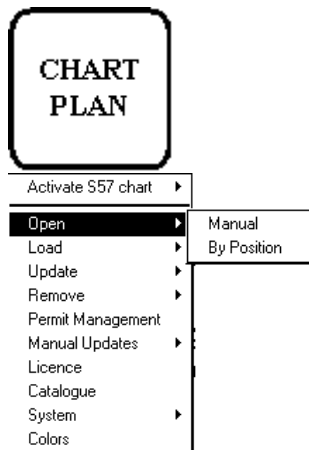 CHART
PLAN
Activate S57 chart
Open
Manual
Load
By Position
Update
Remove
Permit Management
Manual Updates
Licence
Catalogue
System
Colors